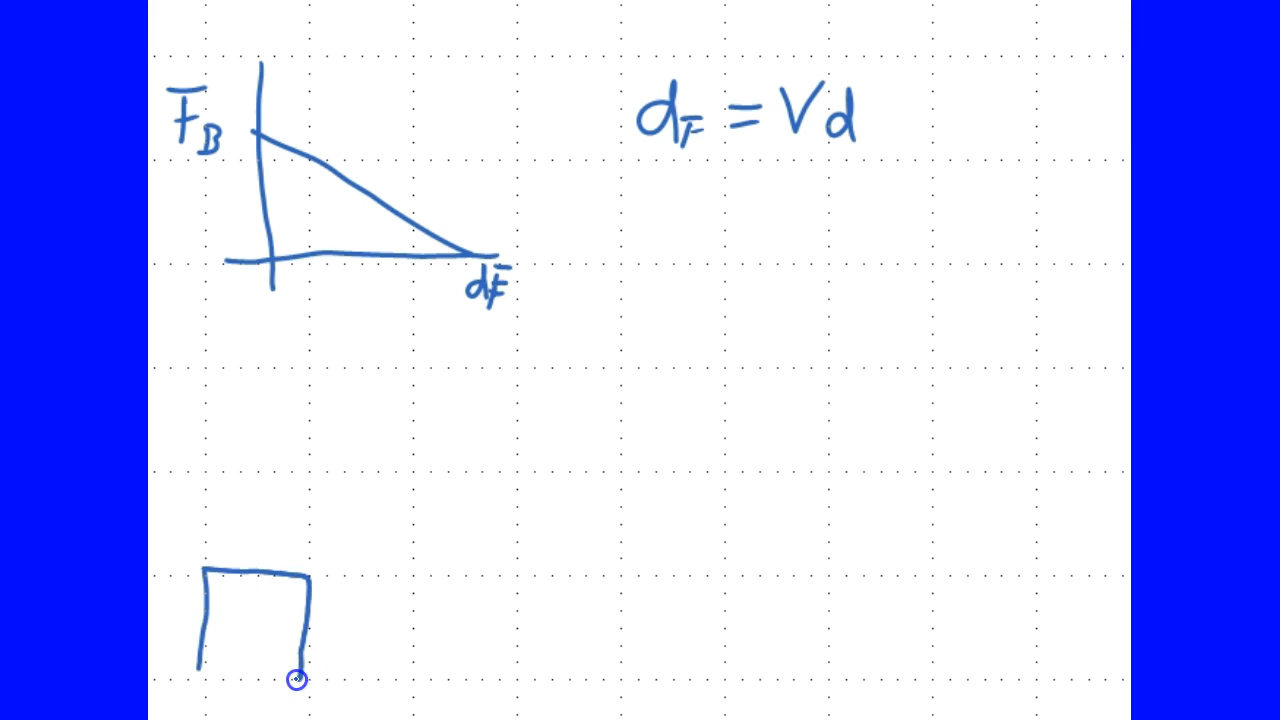 F_B
d_F = Vd
d_F